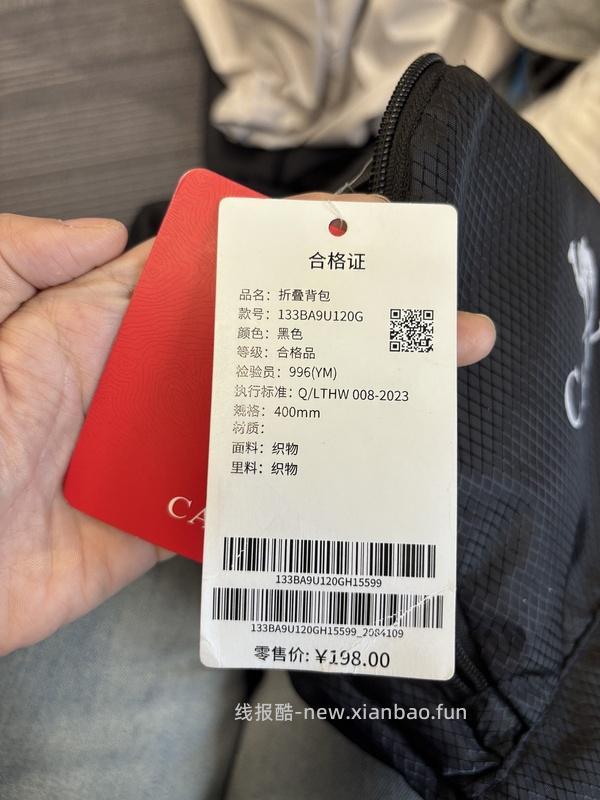 合格证
品名：折叠背包
款号：133BA9U120G
颜色：黑色
等级：合格品
检验员：996(YM)
执行标准：Q/LTHW 008-2023
规格：400mm
材质：
面料：织物
里料：织物
133BA9U120GH15599
133BA9U120GH15599_2084109
零售价：¥198.00
CA
线报酷-new.xianbao.fun